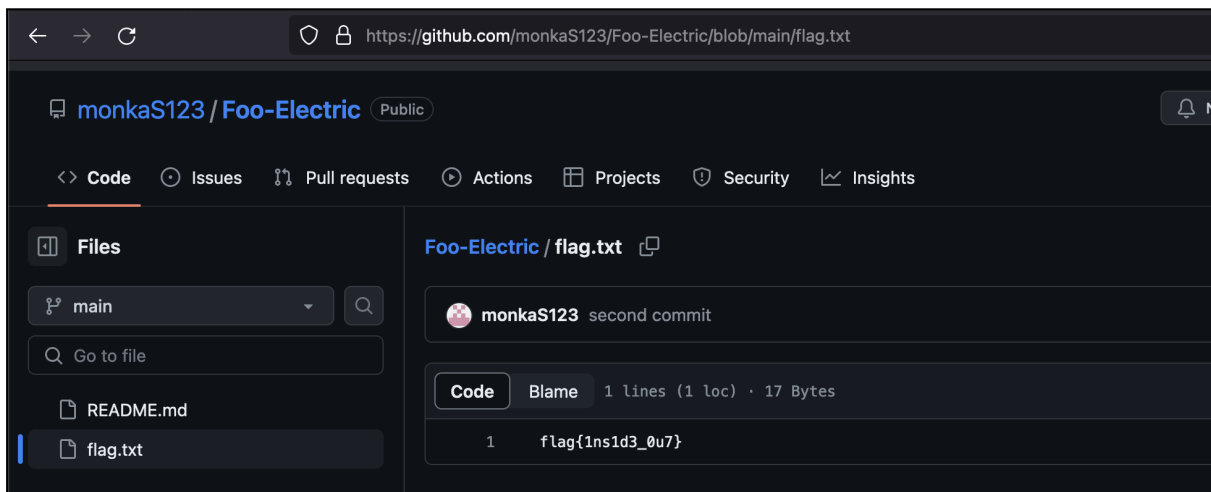 https://github.com/monkaS123/Foo-Electric/blob/main/flag.txt
monkaS123 / Foo-Electric Public
N
Code Issues Pull requests Actions Projects Security Insights
Files
main
Go to file
README.md
flag.txt
Foo-Electric / flag.txt
monkaS123 second commit
Code Blame 1 lines (1 loc) · 17 Bytes
1 flag{1ns1d3_0u7}